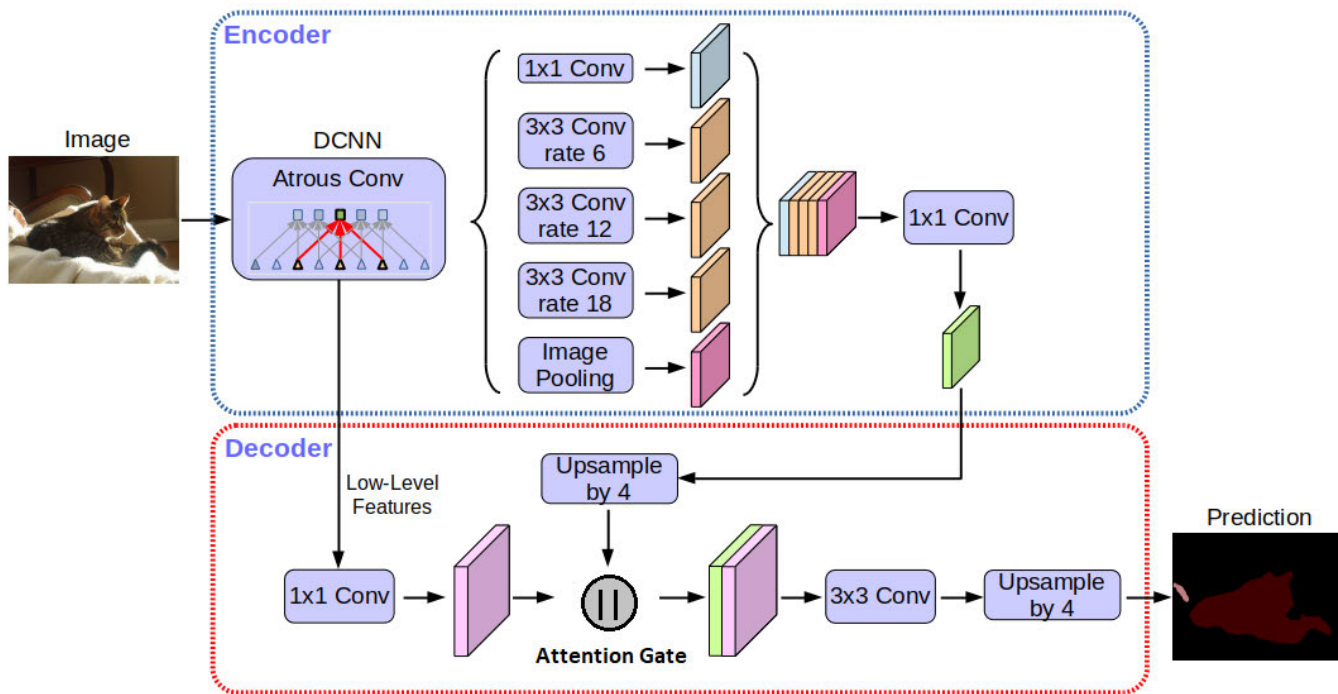 Encoder
Image
DCNN
Atrous Conv
1x1 Conv
3x3 Conv
rate 6
3x3 Conv
rate 12
3x3 Conv
rate 18
Image
Pooling
1x1 Conv
Decoder
Low-Level
Features
Upsample
by 4
1x1 Conv
Attention Gate
3x3 Conv
Upsample
by 4
Prediction